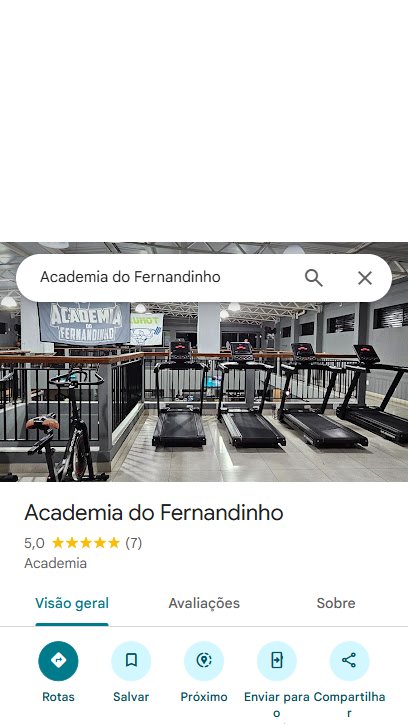 Academia do Fernandinho
ACADEMIA
DO
FERNANDINHO
Academia do Fernandinho
5,0 (7)
Academia
Visão geral Avaliações Sobre
Rotas Salvar Próximo Enviar para Compartilha
o r